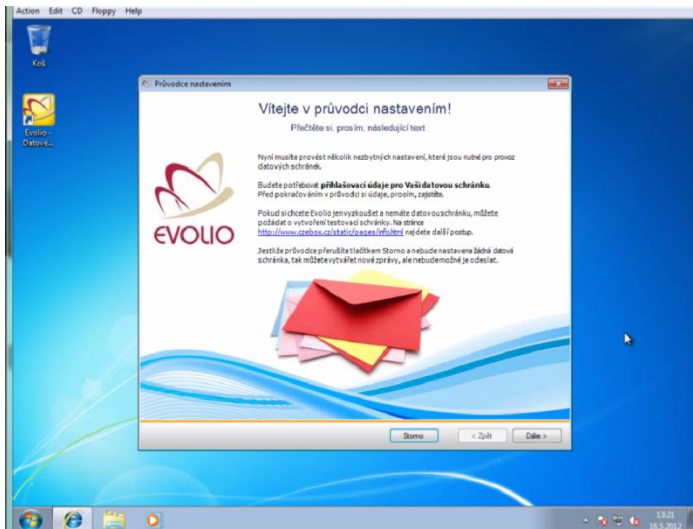 Action Edit CD Floppy Help
Koš
Evolio -
Datové...
Průvodce nastavením
Vítejte v průvodci nastavením!
Přečtěte si, prosím, následující text
Nyní musíte provést několik nezbytných nastavení, které jsou nutné pro provoz
datových schránek.
Budete potřebovat přihlašovací údaje pro Vaši datovou schránku.
Před pokračováním v průvodci si údaje, prosím, zajistěte.
Pokud si chcete Evolio jen vyzkoušet a nemáte datovou schránku, můžete
požádat o vytvoření testovací schránky. Na stránce
http://www.czebox.cz/static/pages/info.html najdete další postup.
Jestliže průvodce přerušíte tlačítkem Storno a nebude nastavena žádná datová
schránka, tak můžete vytvářet nové zprávy, ale nebude možné je odeslat.
EVOLIO
Storno < Zpět Dále >
13:21
16.5.2012